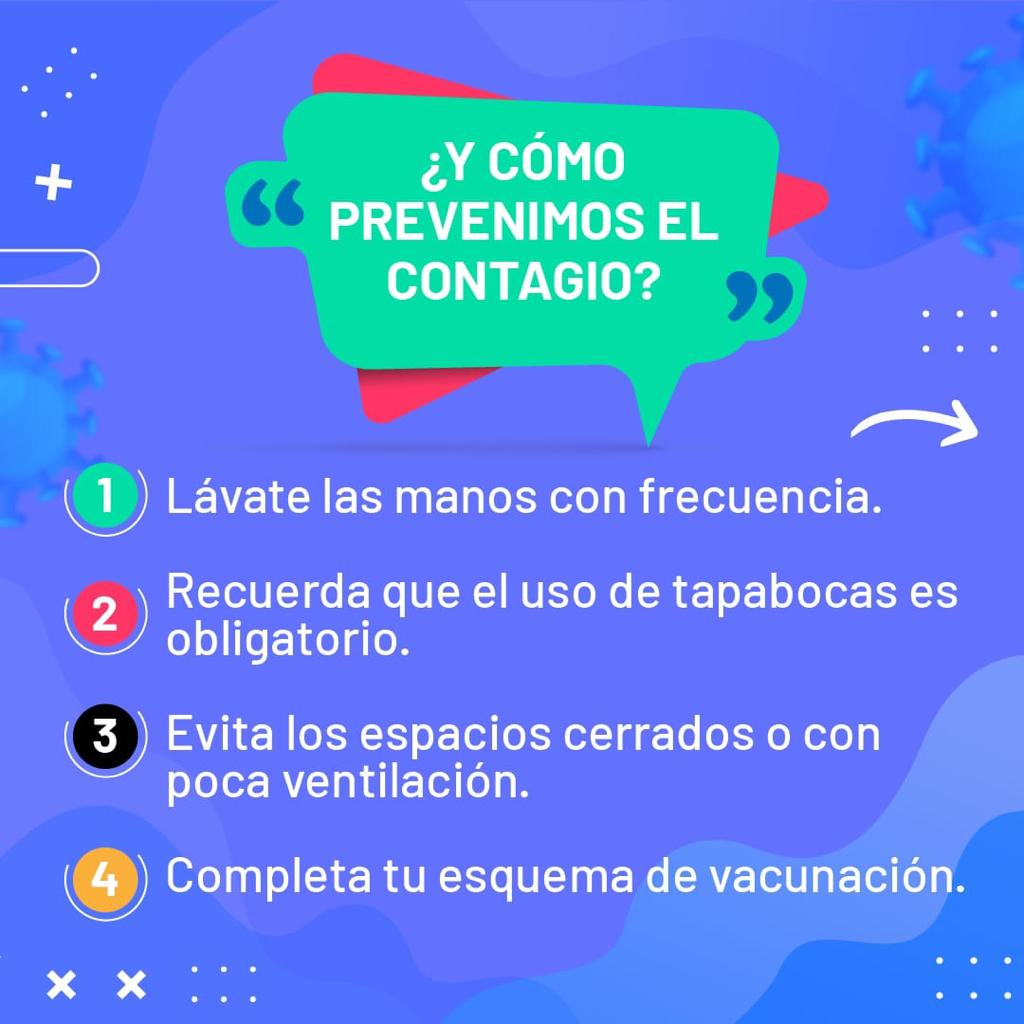 ¿Y CÓMO
PREVENIMOS EL
CONTAGIO?
1 Lávate las manos con frecuencia.
2 Recuerda que el uso de tapabocas es
obligatorio.
3 Evita los espacios cerrados o con
poca ventilación.
4 Completa tu esquema de vacunación.